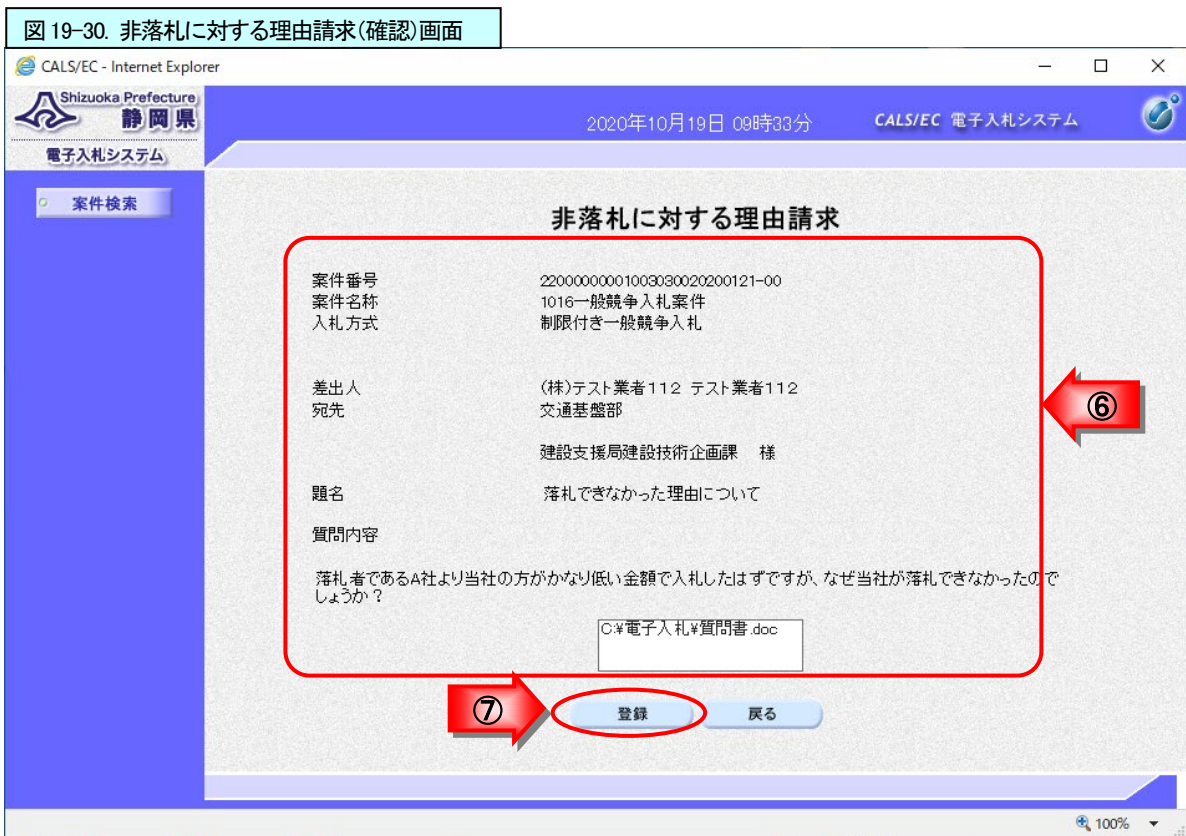 図 19-30. 非落札に対する理由請求(確認)画面
CALS/EC - Internet Explorer
Shizuoka Prefecture
静岡県
電子入札システム
2020年10月19日 09時33分
CALS/EC 電子入札システム
案件検索
非落札に対する理由請求
案件番号 2200000000100303002020​0121-00
案件名称 1016一般競争入札案件
入札方式 制限付き一般競争入札
差出人 (株)テスト業者112 テスト業者112
宛先 交通基盤部
建設支援局建設技術企画課 様
題名 落札できなかった理由について
質問内容
落札者であるA社より当社の方がかなり低い金額で入札したはずですが、なぜ当社が落札できなかったので
しょうか？
C:¥電子入札¥質問書.doc
⑥
⑦
登録 戻る
100%